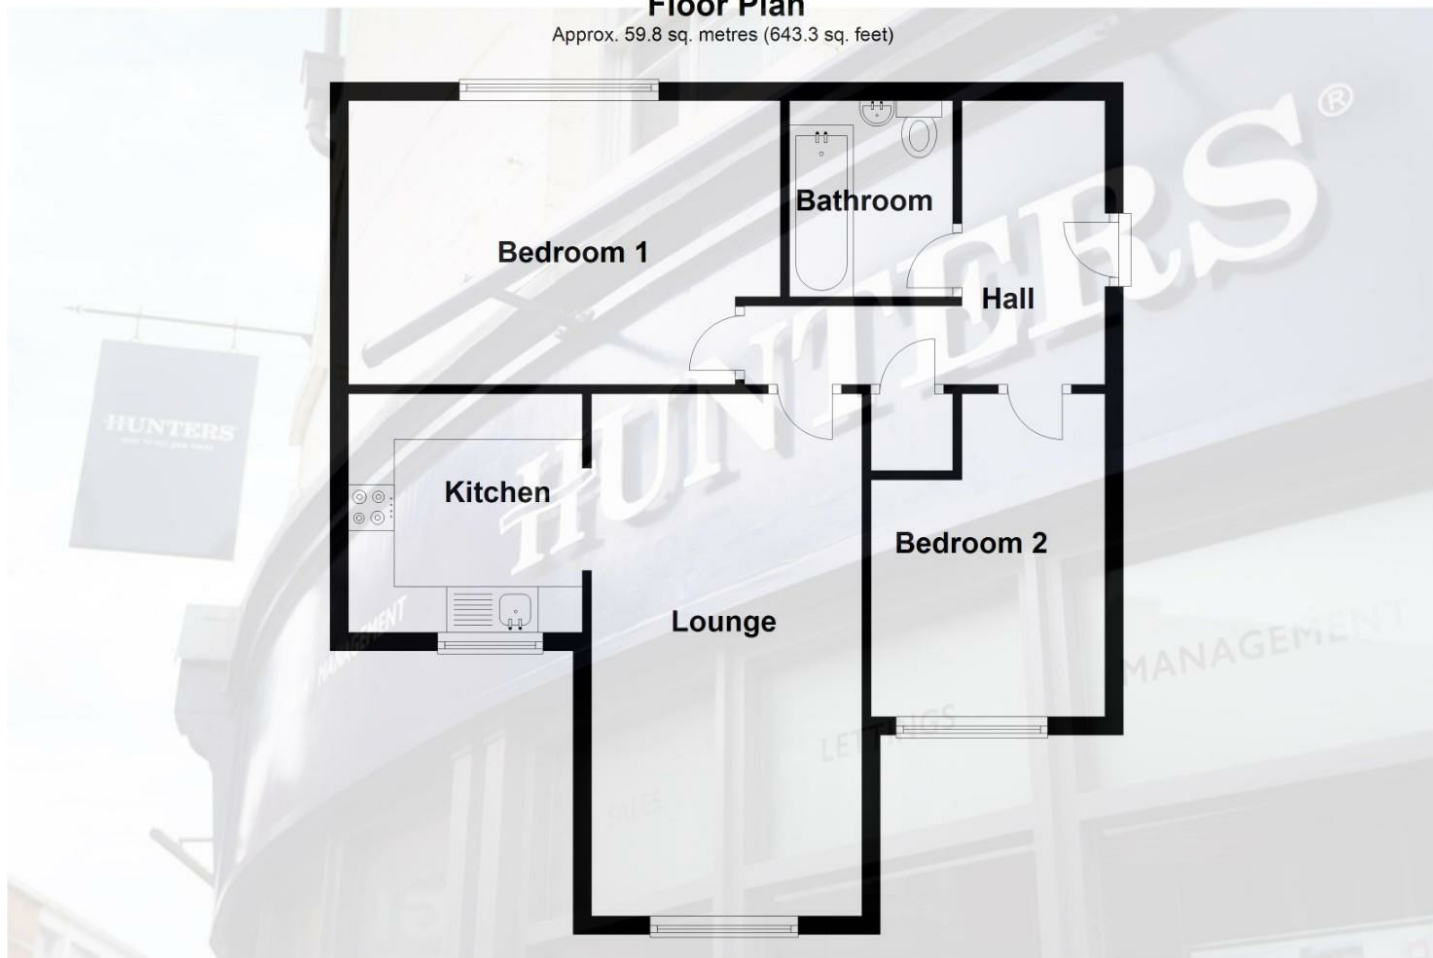 Floor Plan
Approx. 59.8 sq. metres (643.3 sq. feet)
Bathroom
Bedroom 1
Hall
HUNTERS®
HUNTERS
Kitchen
Bedroom 2
Lounge
MANAGEMENT
MANAGEMENT
LETTINGS
SALES